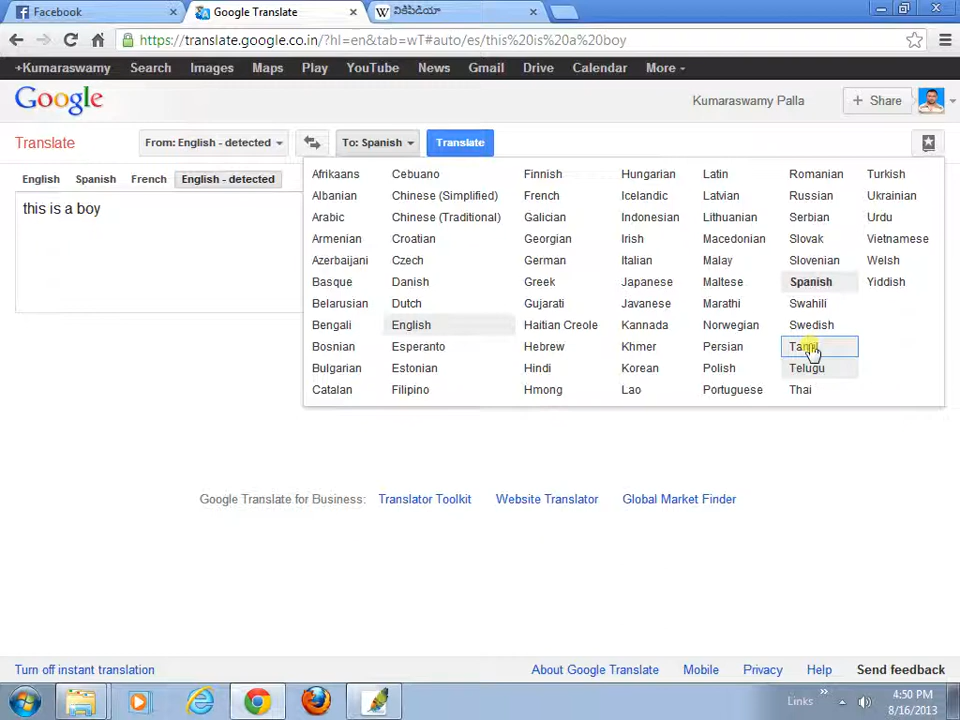 Facebook
Google Translate
W వికీపీడియా
https://translate.google.co.in/?hl=en&tab=wT#auto/es/this%20is%20a%20boy
+Kumaraswamy Search Images Maps Play YouTube News Gmail Drive Calendar More
Google
Kumaraswamy Palla
+ Share
Translate
From: English - detected
To: Spanish
Translate
English Spanish French English - detected
this is a boy
Afrikaans Cebuano Finnish Hungarian Latin Romanian Turkish
Albanian Chinese (Simplified) French Icelandic Latvian Russian Ukrainian
Arabic Chinese (Traditional) Galician Indonesian Lithuanian Serbian Urdu
Armenian Croatian Georgian Irish Macedonian Slovak Vietnamese
Azerbaijani Czech German Italian Malay Slovenian Welsh
Basque Danish Greek Japanese Maltese Spanish Yiddish
Belarusian Dutch Gujarati Javanese Marathi Swahili
Bengali English Haitian Creole Kannada Norwegian Swedish
Bosnian Esperanto Hebrew Khmer Persian Tamil
Bulgarian Estonian Hindi Korean Polish Telugu
Catalan Filipino Hmong Lao Portuguese Thai
Google Translate for Business: Translator Toolkit Website Translator Global Market Finder
Turn off instant translation
About Google Translate Mobile Privacy Help Send feedback
Links
4:50 PM
8/16/2013